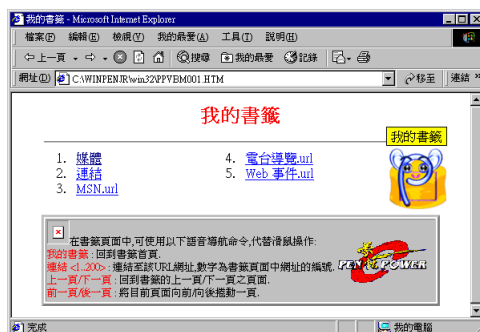 我的書籤 - Microsoft Internet Explorer
檔案(F) 編輯(E) 檢視(V) 我的最愛(A) 工具(T) 說明(H)
上一頁 搜尋 我的最愛 記錄
網址(D) C:\WINPENJR\win32\PPVBM001.HTM 移至 連結 »
我的書籤
我的書籤
1. 媒體
2. 連結
3. MSN.url
4. 電台導覽.url
5. Web 事件.url
在書籤頁面中,可使用以下語音導航命令,代替滑鼠操作:
我的書籤 : 回到書籤首頁.
連結 <1..200> : 連結至該URL網址,數字為書籤頁面中網址的編號.
上一頁/下一頁 : 回到書籤的上一頁/下一頁之頁面.
前一頁/後一頁 : 將目前頁面向前/向後捲動一頁.
PENPOWER
完成 我的電腦